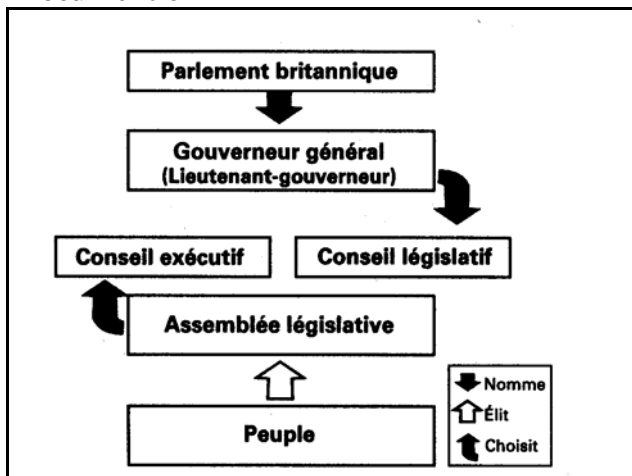 Parlement britannique
Gouverneur général
(Lieutenant-gouverneur)
Conseil exécutif
Conseil législatif
Assemblée législative
Peuple
Nomme
Élit
Choisit